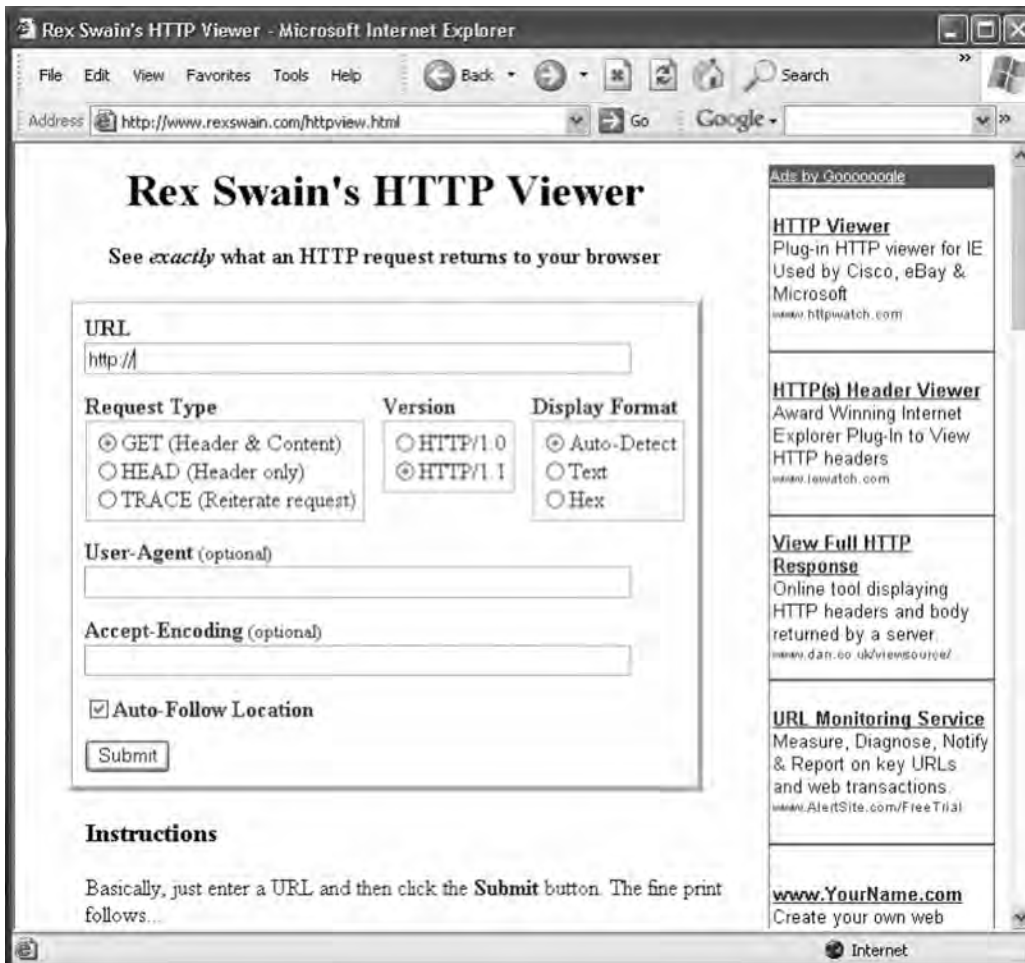 Rex Swain's HTTP Viewer - Microsoft Internet Explorer
File Edit View Favorites Tools Help Back Search
Address http://www.rexswain.com/httpview.html Go Google
Rex Swain's HTTP Viewer
See exactly what an HTTP request returns to your browser
URL
http://
Request Type
GET (Header & Content)
HEAD (Header only)
TRACE (Reiterate request)
Version
HTTP/1.0
HTTP/1.1
Display Format
Auto-Detect
Text
Hex
User-Agent (optional)
Accept-Encoding (optional)
Auto-Follow Location
Submit
Instructions
Basically, just enter a URL and then click the Submit button. The fine print
follows...
Ads by Goooooogle
HTTP Viewer
Plug-in HTTP viewer for IE
Used by Cisco, eBay &
Microsoft
www.httpwatch.com
HTTP(s) Header Viewer
Award Winning Internet
Explorer Plug-In to View
HTTP headers
www.iewatch.com
View Full HTTP
Response
Online tool displaying
HTTP headers and body
returned by a server.
www.dan.co.uk/viewsource/
URL Monitoring Service
Measure, Diagnose, Notify
& Report on key URLs
and web transactions.
www.AlertSite.com/FreeTrial
www.YourName.com
Create your own web
Internet